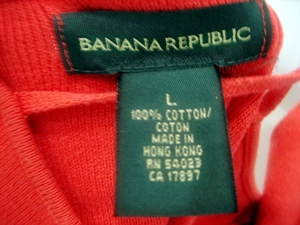 BANANA REPUBLIC
L
100% COTTON/
COTON
MADE IN
HONG KONG
RN 54023
CA 17897